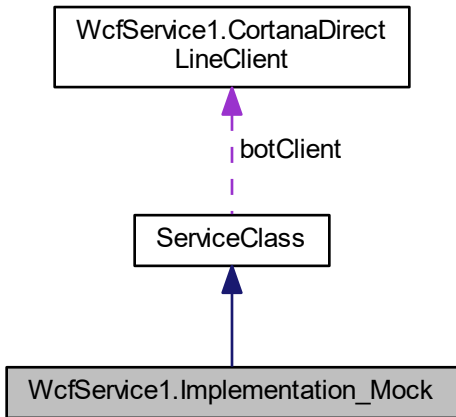 WcfService1.CortanaDirect
LineClient
botClient
ServiceClass
WcfService1.Implementation_Mock